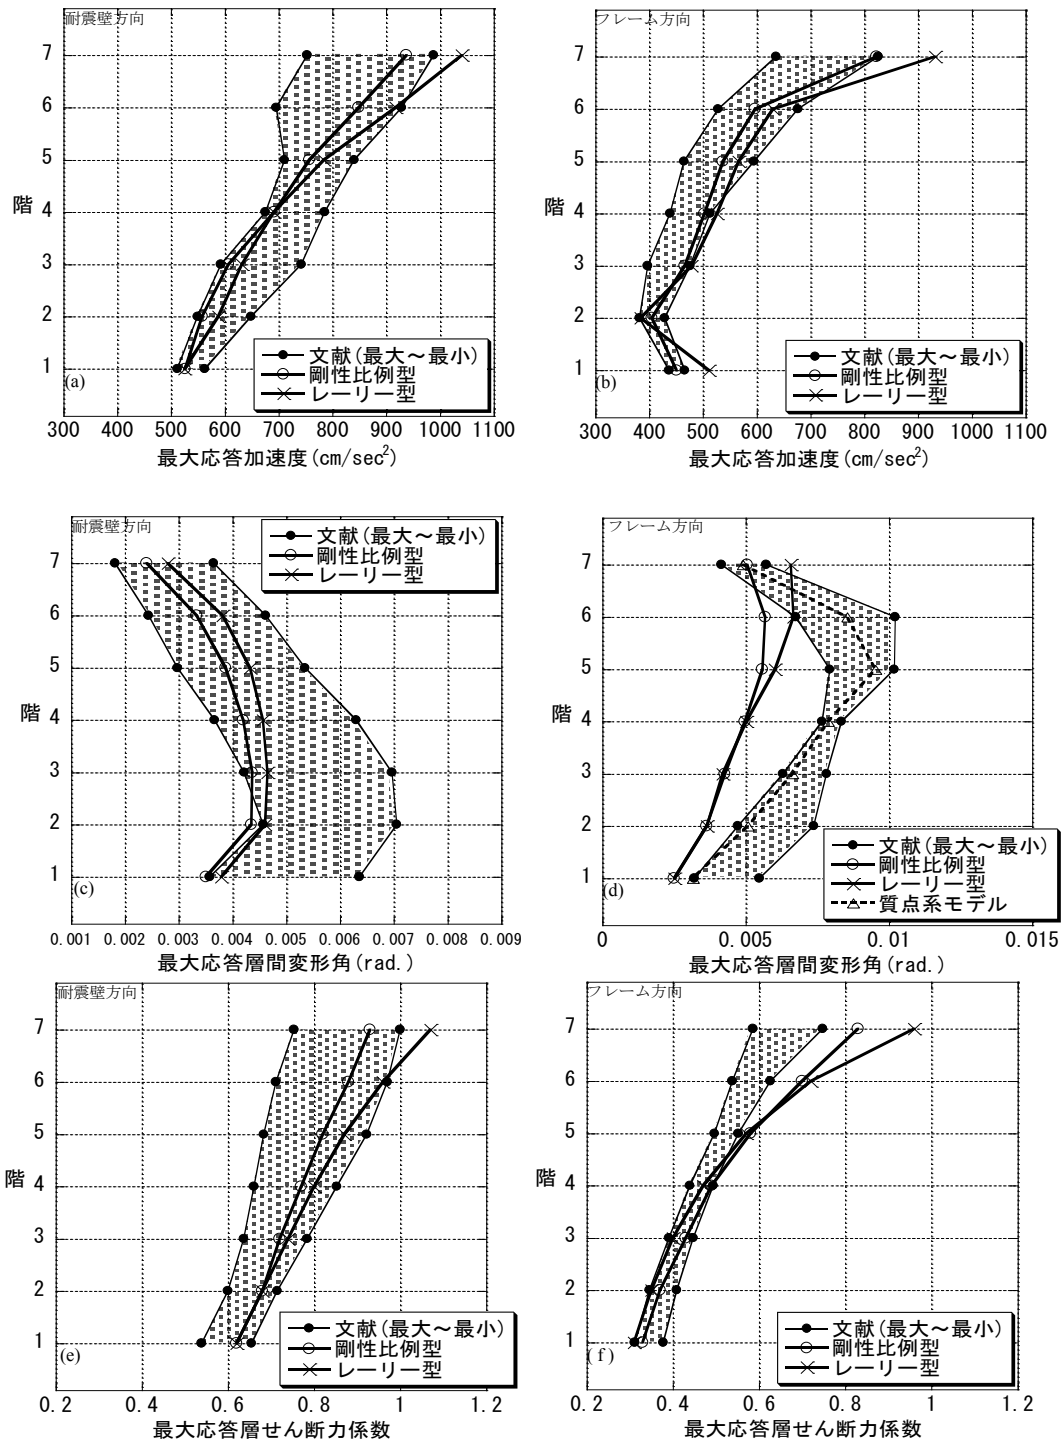 耐震壁方向
7
6
5
階 4
3
2
1
(a)
文献(最大～最小)
剛性比例型
レーリー型
300 400 500 600 700 800 900 1000 1100
最大応答加速度(cm/sec2)
フレーム方向
7
6
5
階 4
3
2
1
(b)
文献(最大～最小)
剛性比例型
レーリー型
300 400 500 600 700 800 900 1000 1100
最大応答加速度(cm/sec2)
耐震壁方向
文献(最大～最小)
剛性比例型
レーリー型
7
6
5
階 4
3
2
1
(c)
0.001 0.002 0.003 0.004 0.005 0.006 0.007 0.008 0.009
最大応答層間変形角(rad.)
フレーム方向
7
6
5
階 4
3
2
1
(d)
文献(最大～最小)
剛性比例型
レーリー型
質点系モデル
0 0.005 0.01 0.015
最大応答層間変形角(rad.)
耐震壁方向
7
6
5
階 4
3
2
1
(e)
文献(最大～最小)
剛性比例型
レーリー型
0.2 0.4 0.6 0.8 1 1.2
最大応答層せん断力係数
フレーム方向
7
6
5
階 4
3
2
1
(f)
文献(最大～最小)
剛性比例型
レーリー型
0.2 0.4 0.6 0.8 1 1.2
最大応答層せん断力係数